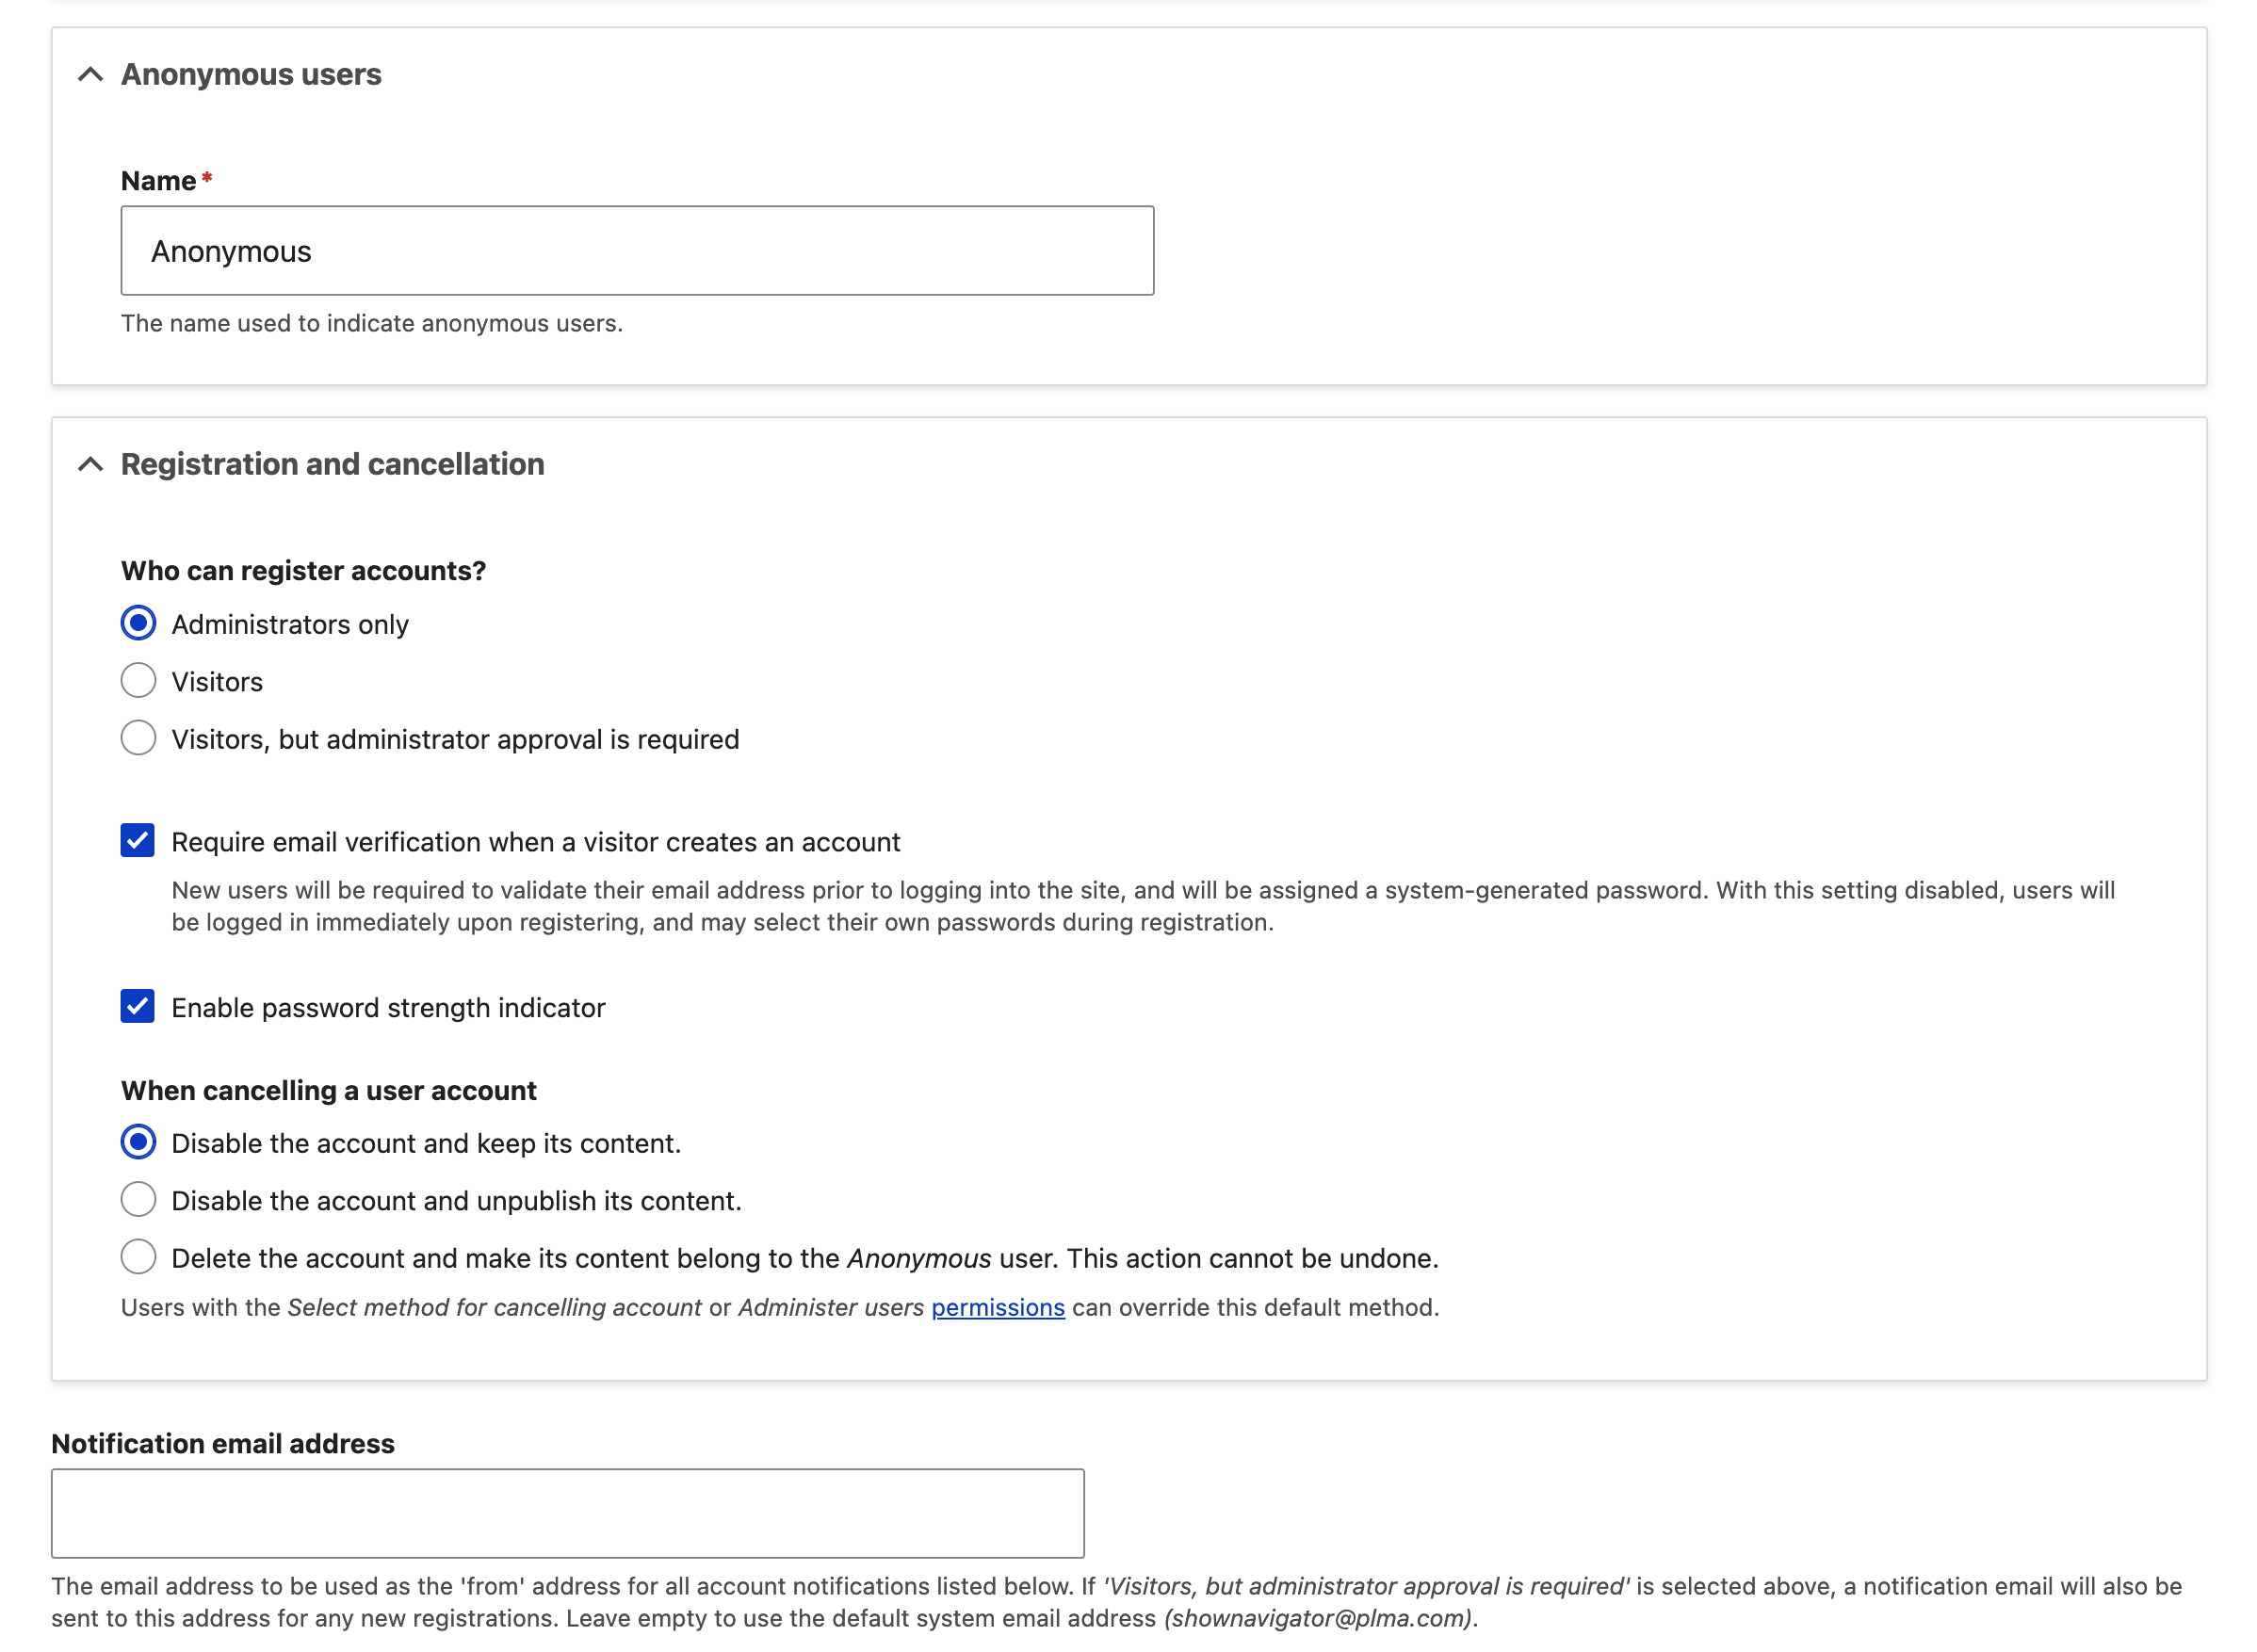 Anonymous users
Name*
Anonymous
The name used to indicate anonymous users.
Registration and cancellation
Who can register accounts?
Administrators only
Visitors
Visitors, but administrator approval is required
Require email verification when a visitor creates an account
New users will be required to validate their email address prior to logging into the site, and will be assigned a system-generated password. With this setting disabled, users will
be logged in immediately upon registering, and may select their own passwords during registration.
Enable password strength indicator
When cancelling a user account
Disable the account and keep its content.
Disable the account and unpublish its content.
Delete the account and make its content belong to the Anonymous user. This action cannot be undone.
Users with the Select method for cancelling account or Administer users permissions can override this default method.
Notification email address
The email address to be used as the 'from' address for all account notifications listed below. If 'Visitors, but administrator approval is required' is selected above, a notification email will also be
sent to this address for any new registrations. Leave empty to use the default system email address (shownavigator@plma.com).